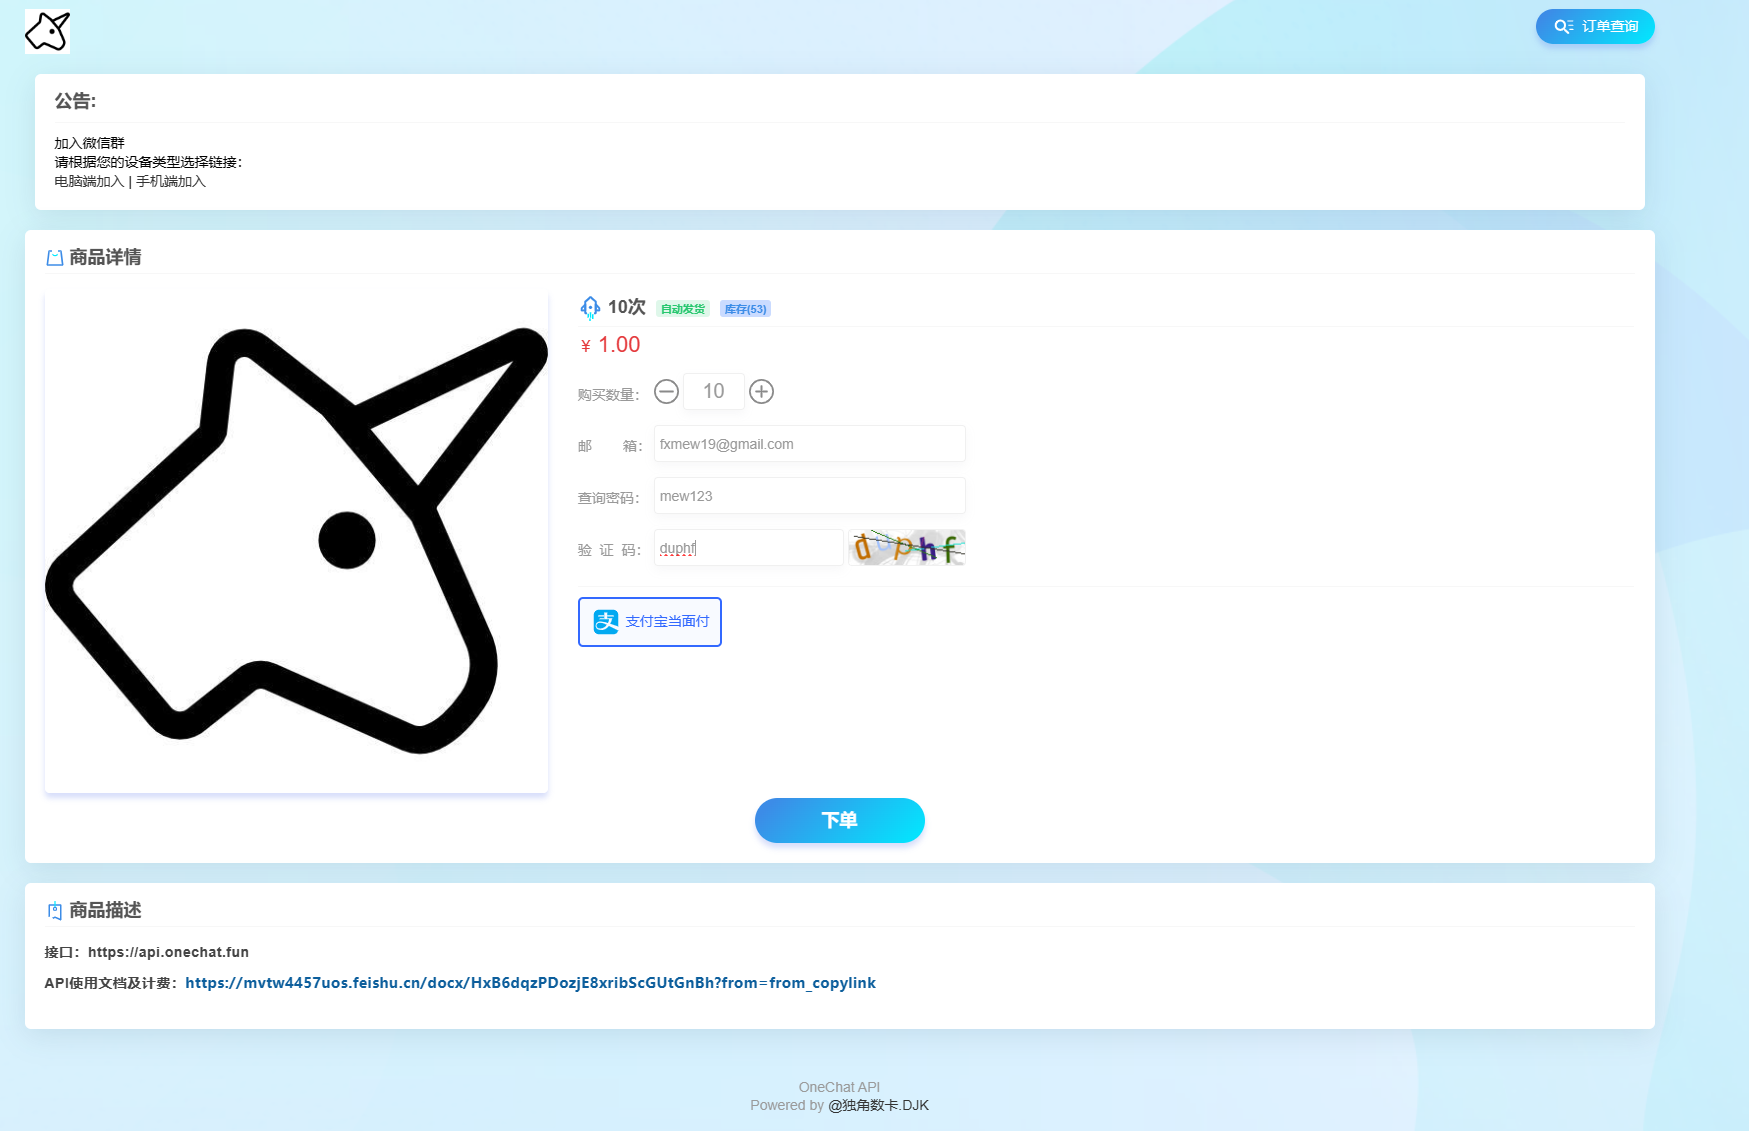 订单查询
公告:
加入微信群
请根据您的设备类型选择链接：
电脑端加入 | 手机端加入
商品详情
10次 自动发货 库存(53)
¥ 1.00
购买数量： 10
邮 箱： fxmew19@gmail.com
查询密码： mew123
验 证 码： duphf duphf
支 支付宝当面付
下单
商品描述
接口：https://api.onechat.fun
API使用文档及计费：https://mvtw4457uos.feishu.cn/docx/HxB6dqzPDozjE8xribScGUtGnBh?from=from_copylink
OneChat API
Powered by @独角数卡.DJK